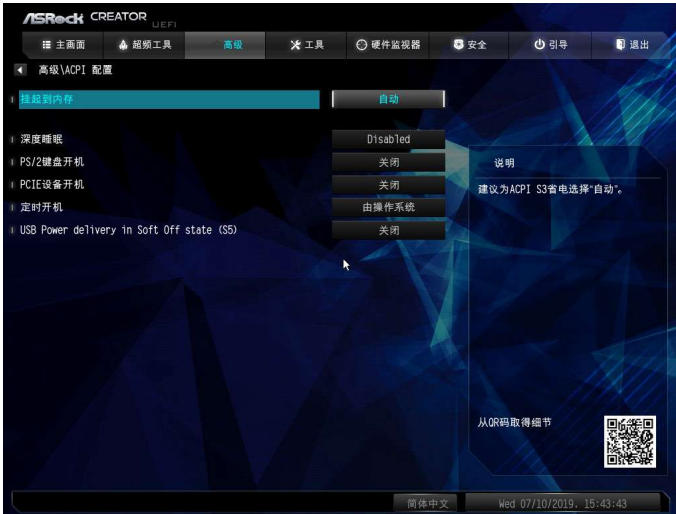 ASRock CREATOR UEFI
主画面 超频工具 高级 工具 硬件监视器 安全 引导 退出
高级\ACPI 配置
挂起到内存 自动
深度睡眠 Disabled
PS/2键盘开机 关闭
PCIE设备开机 关闭
定时开机 由操作系统
USB Power delivery in Soft Off state (S5) 关闭
说明
建议为ACPI S3省电选择"自动"。
从QR码取得细节
简体中文 Wed 07/10/2019. 15:43:43